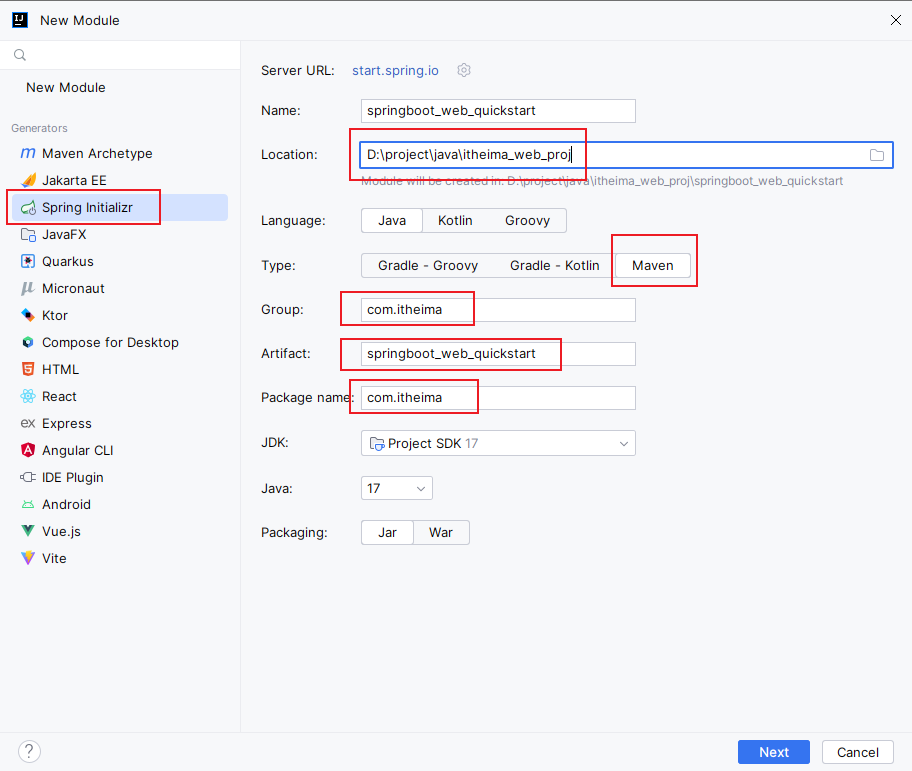 New Module
New Module
Generators
Maven Archetype
Jakarta EE
Spring Initializr
JavaFX
Quarkus
Micronaut
Ktor
Compose for Desktop
HTML
React
Express
Angular CLI
IDE Plugin
Android
Vue.js
Vite
Server URL: start.spring.io
Name: springboot_web_quickstart
Location: D:\project\java\itheima_web_proj
Module will be created in: D:\project\java\itheima_web_proj\springboot_web_quickstart
Language: Java Kotlin Groovy
Type: Gradle - Groovy Gradle - Kotlin Maven
Group: com.itheima
Artifact: springboot_web_quickstart
Package name: com.itheima
JDK: Project SDK 17
Java: 17
Packaging: Jar War
? Next Cancel